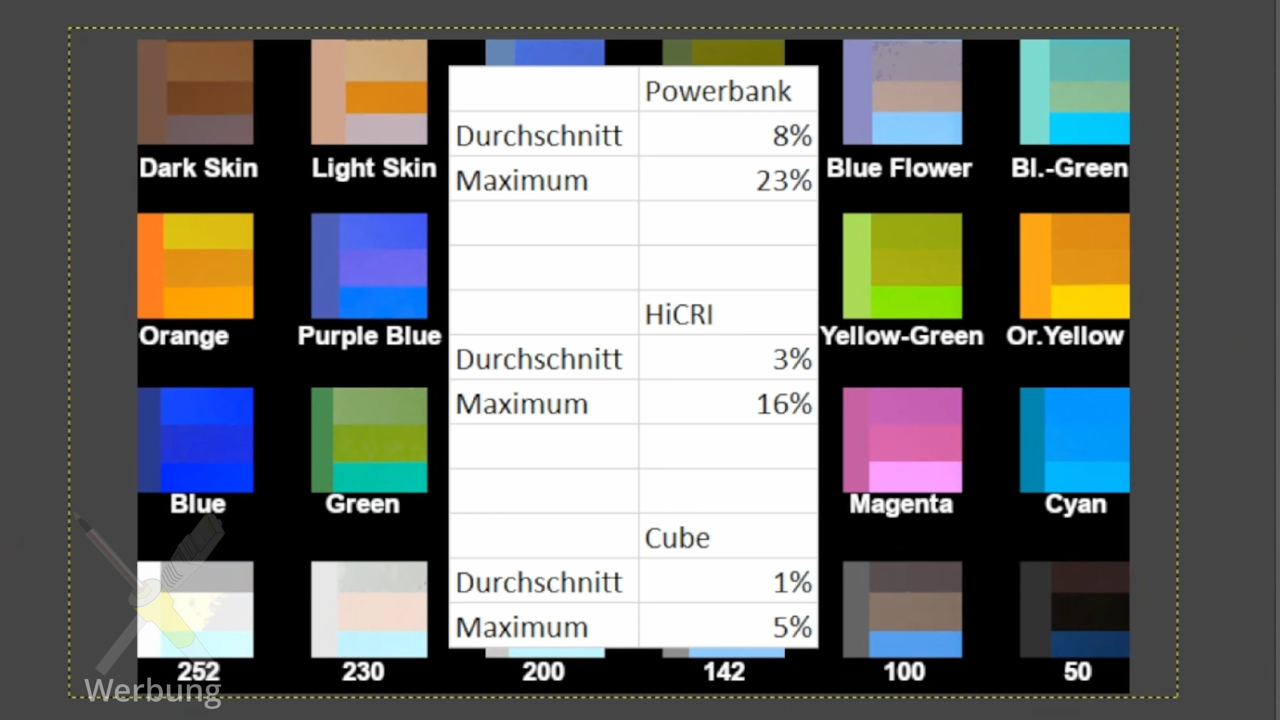 Powerbank
Durchschnitt 8%
Maximum 23%
HiCRI
Durchschnitt 3%
Maximum 16%
Cube
Durchschnitt 1%
Maximum 5%
Dark Skin
Light Skin
Blue Flower
Bl.-Green
Orange
Purple Blue
Yellow-Green
Or.Yellow
Blue
Green
Magenta
Cyan
252
230
200
142
100
50
Werbung